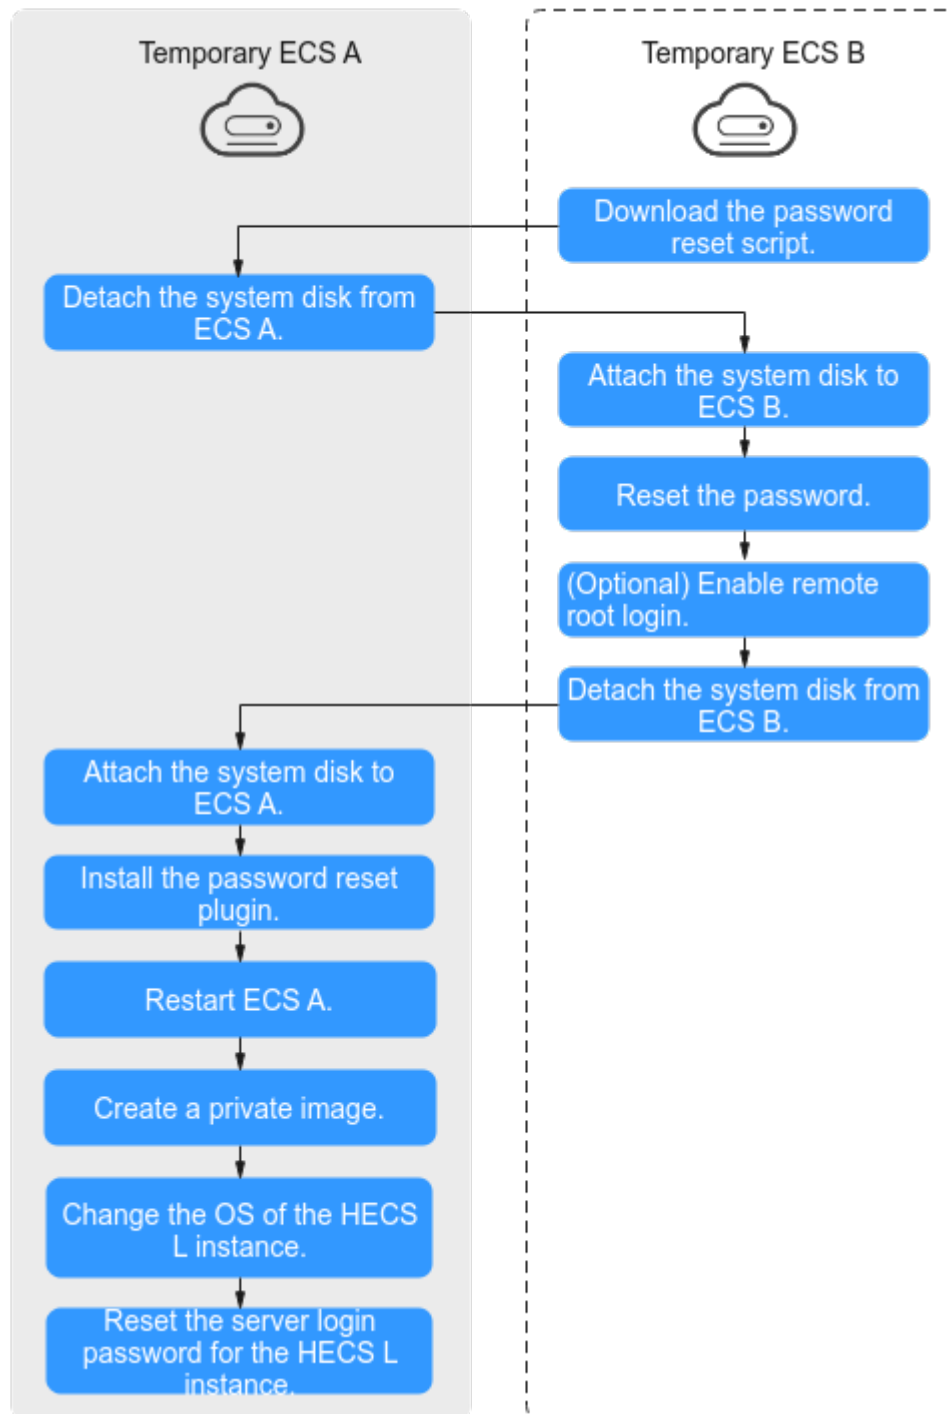 Temporary ECS A
Temporary ECS B
Download the password
reset script.
Detach the system disk from
ECS A.
Attach the system disk to
ECS B.
Reset the password.
(Optional) Enable remote
root login.
Detach the system disk from
ECS B.
Attach the system disk to
ECS A.
Install the password reset
plugin.
Restart ECS A.
Create a private image.
Change the OS of the HECS
L instance.
Reset the server login
password for the HECS L
instance.